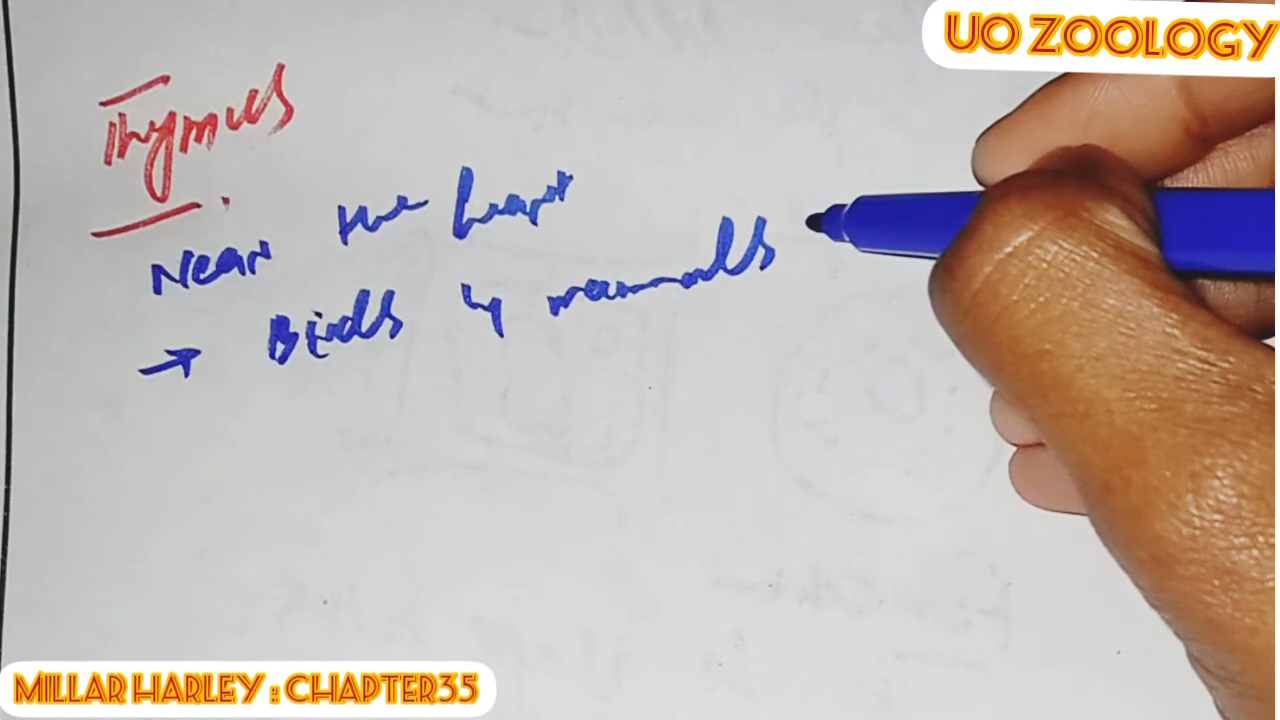 UO ZOOLOGY
Thymus
Near the heart
→ Birds & mammals
MILLAR HARLEY : CHAPTER35